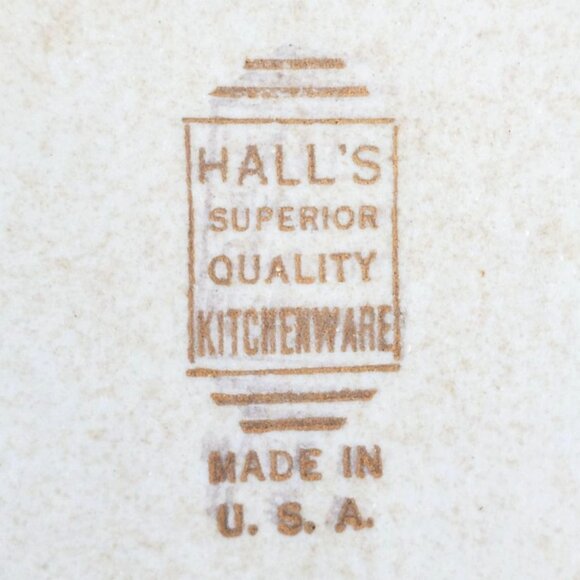 HALL'S
SUPERIOR
QUALITY
KITCHENWARE
MADE IN
U. S. A.